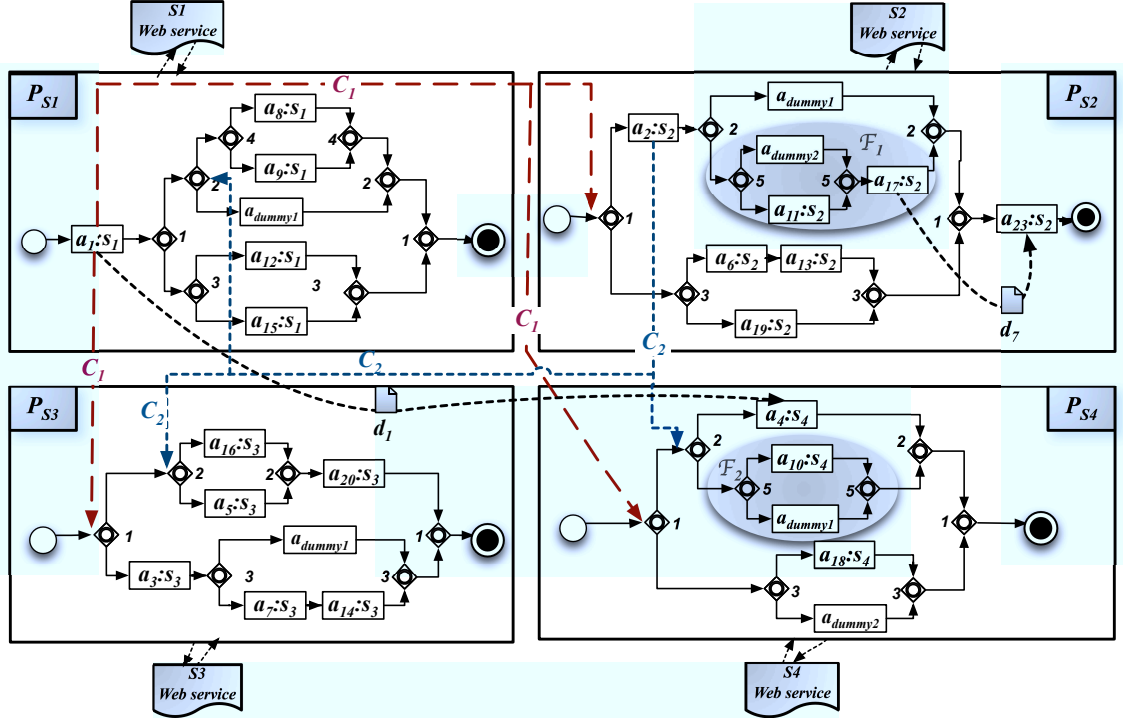 S1
Web service
S2
Web service
P_S1
C_1
P_S2
a_8:s_1
4
4
a_9:s_1
2
2
a_dummy1
a_1:s_1
1
1
a_12:s_1
3
3
a_15:s_1
a_dummy1
a_2:s_2
2
2
F_1
a_dummy2
5
5
a_17:s_2
a_11:s_2
1
1
a_23:s_2
a_6:s_2
a_13:s_2
3
3
a_19:s_2
d_7
C_1
C_2
C_1
C_2
P_S3
C_2
d_1
P_S4
a_16:s_3
2
2
a_20:s_3
a_5:s_3
1
1
a_dummy1
a_3:s_3
3
3
a_7:s_3
a_14:s_3
a_4:s_4
2
2
F_2
a_10:s_4
5
5
a_dummy1
1
1
a_18:s_4
3
3
a_dummy2
S3
Web service
S4
Web service